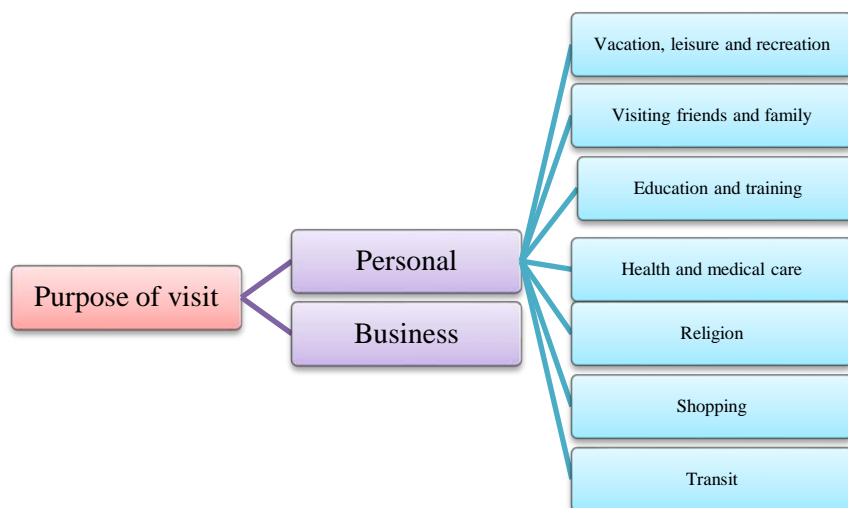 Purpose of visit
Personal
Business
Vacation, leisure and recreation
Visiting friends and family
Education and training
Health and medical care
Religion
Shopping
Transit